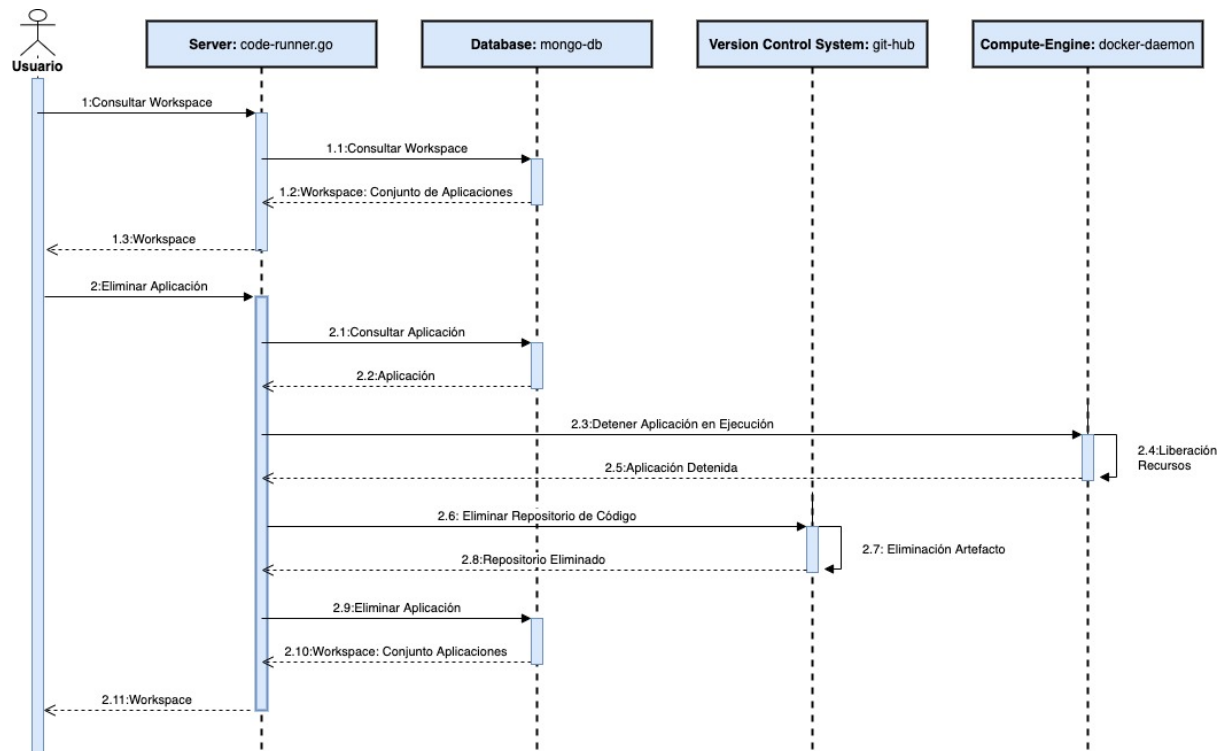 Usuario
Server: code-runner.go
Database: mongo-db
Version Control System: git-hub
Compute-Engine: docker-daemon
1:Consultar Workspace
1.1:Consultar Workspace
1.2:Workspace: Conjunto de Aplicaciones
1.3:Workspace
2:Eliminar Aplicación
2.1:Consultar Aplicación
2.2:Aplicación
2.3:Detener Aplicación en Ejecución
2.4:Liberación
Recursos
2.5:Aplicación Detenida
2.6: Eliminar Repositorio de Código
2.7: Eliminación Artefacto
2.8:Repositorio Eliminado
2.9:Eliminar Aplicación
2.10:Workspace: Conjunto Aplicaciones
2.11:Workspace